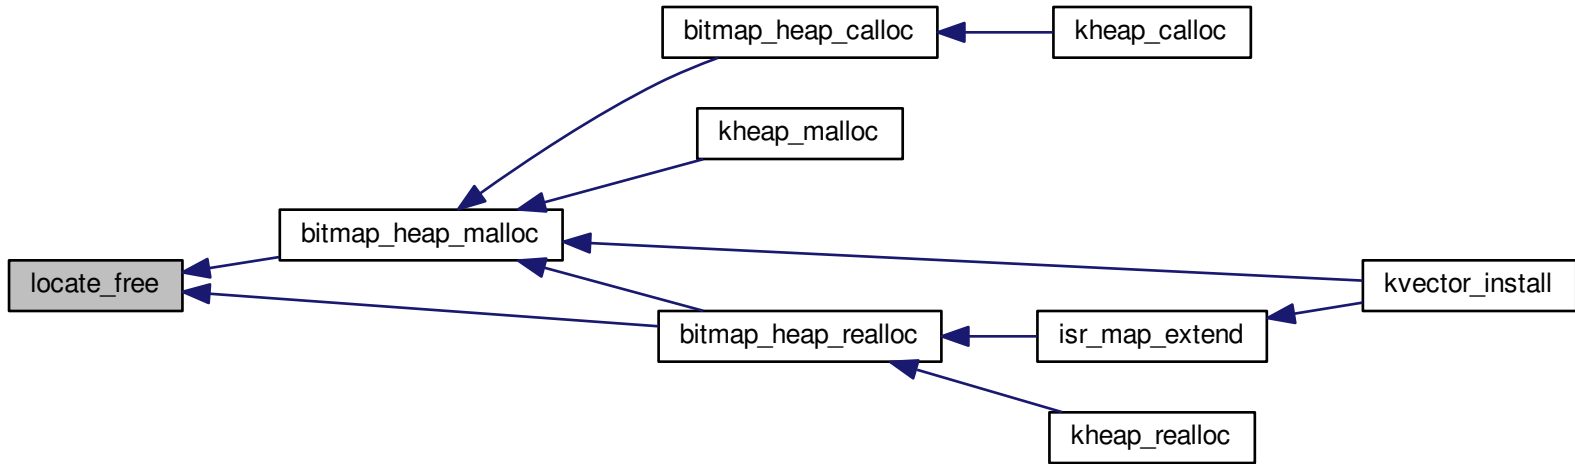 bitmap_heap_calloc
kheap_calloc
kheap_malloc
bitmap_heap_malloc
locate_free
kvector_install
bitmap_heap_realloc
isr_map_extend
kheap_realloc